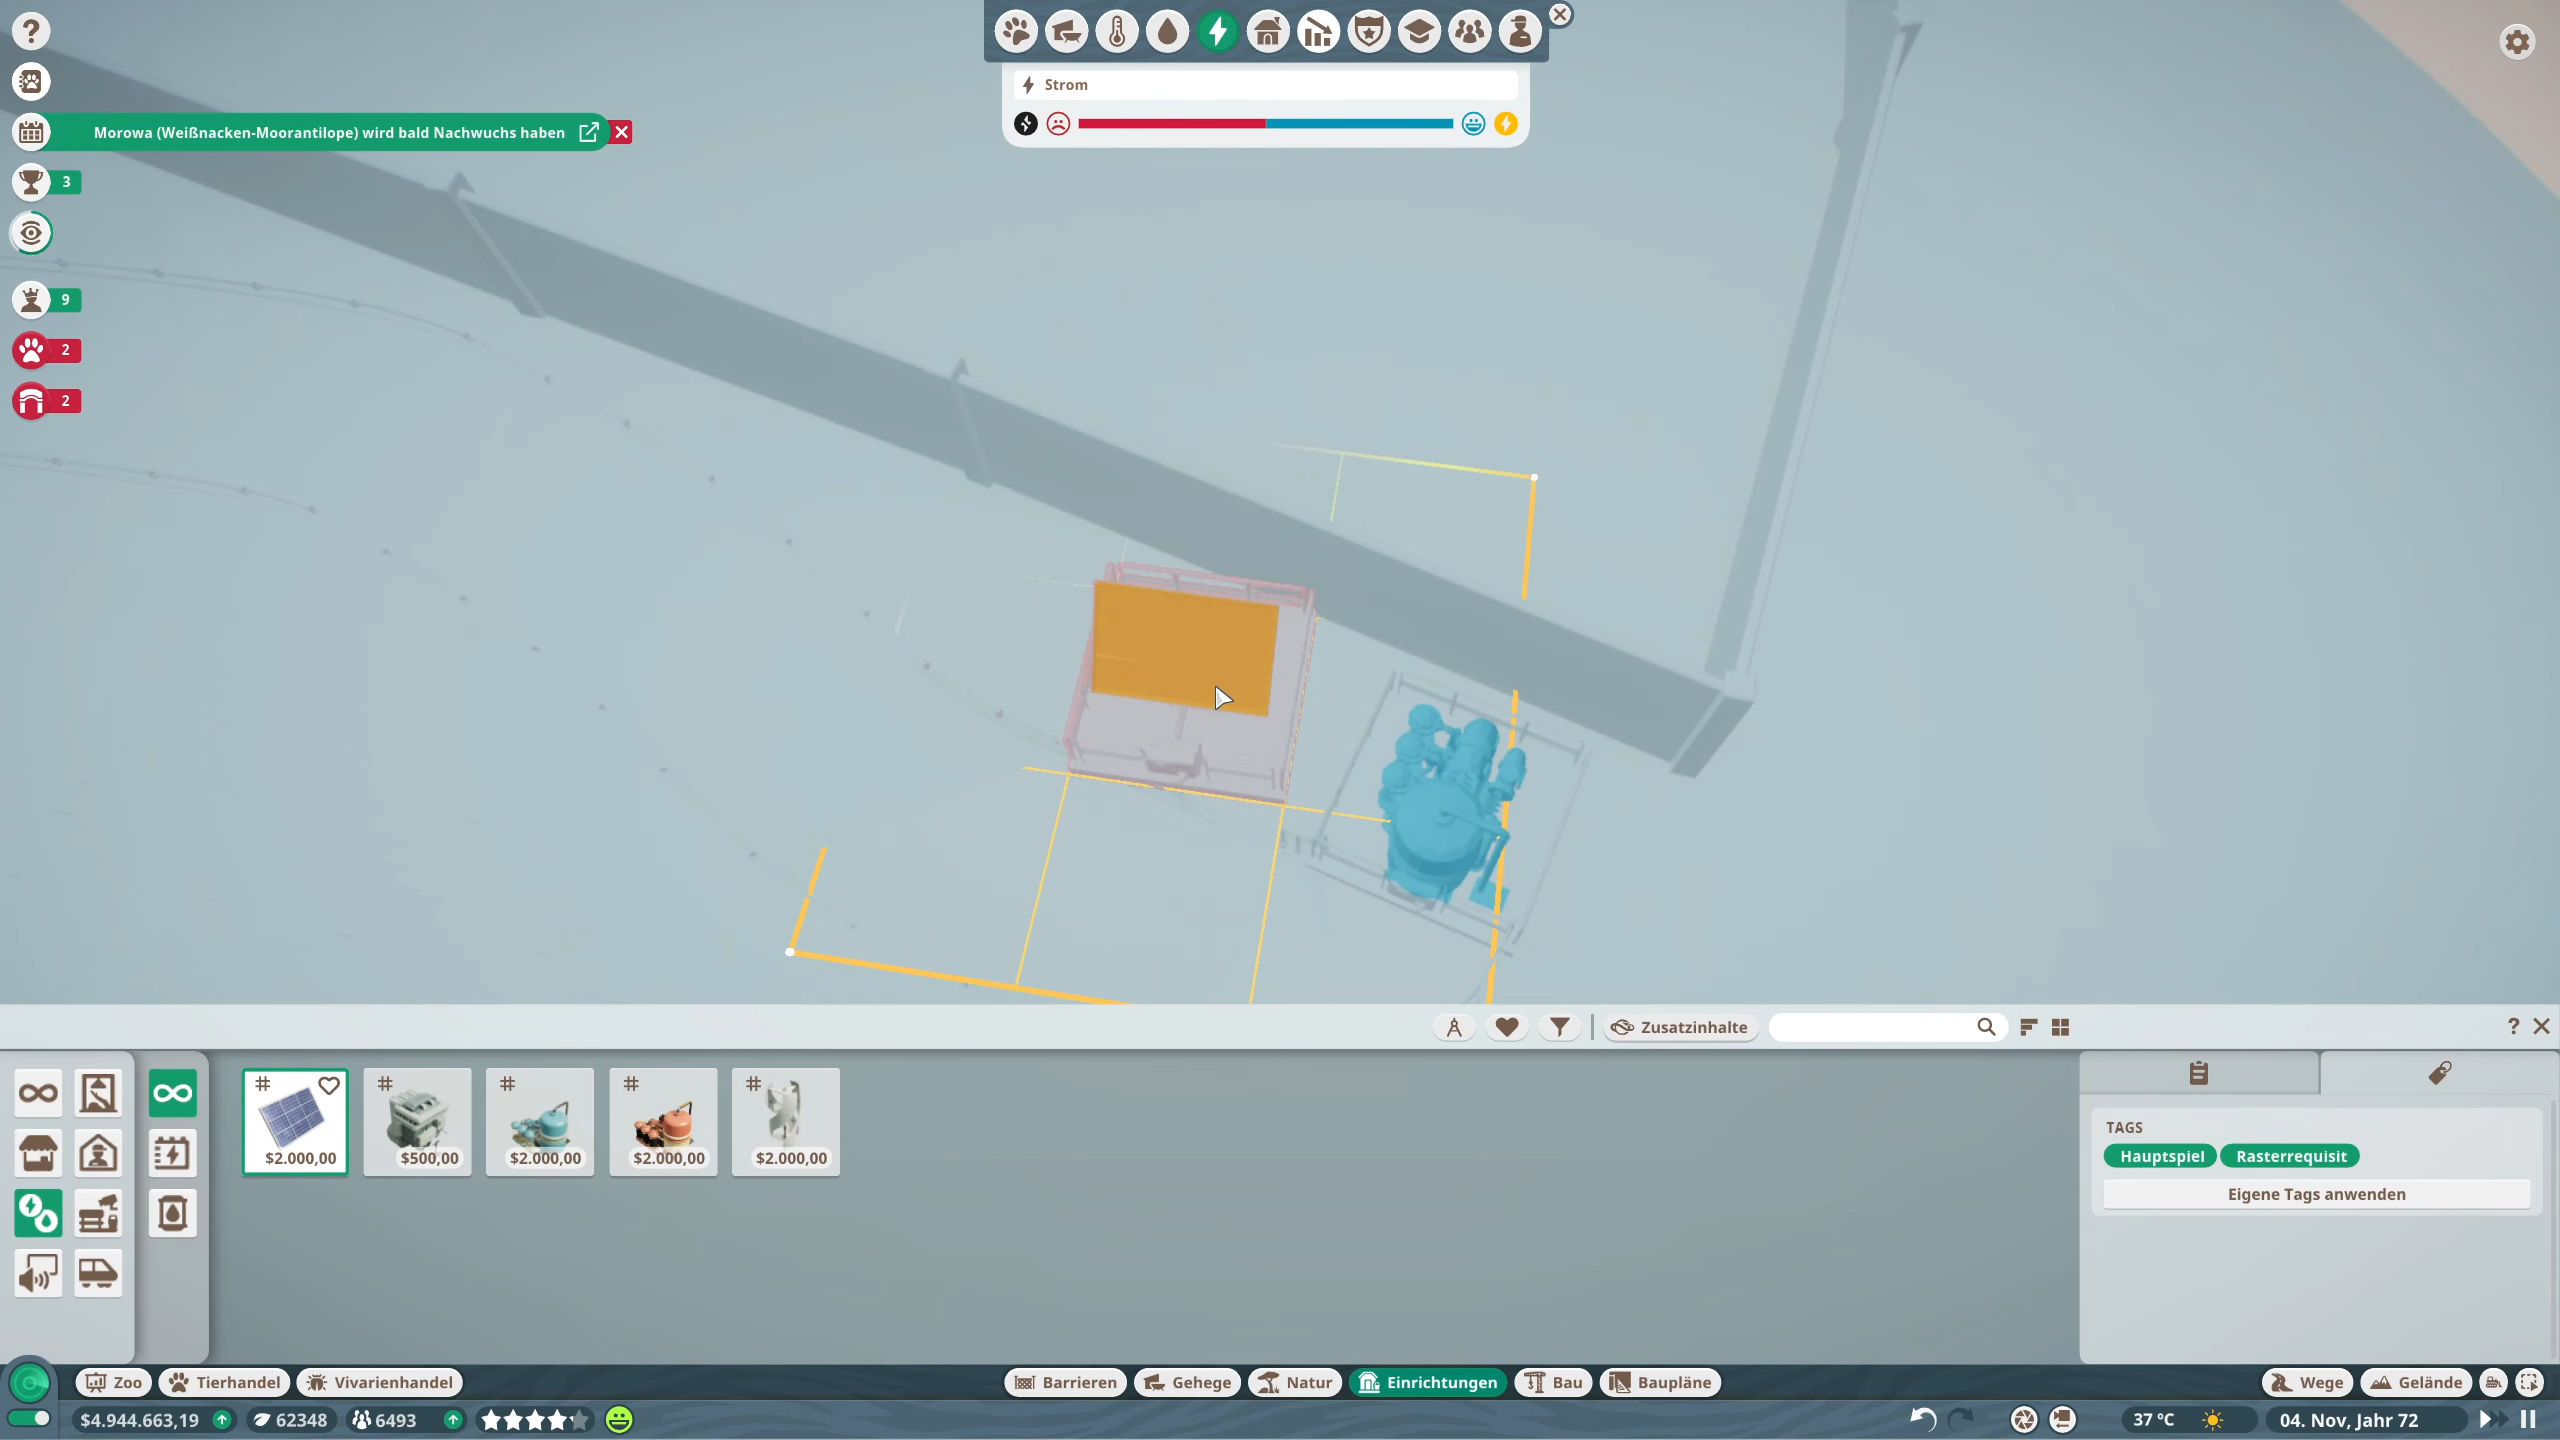 ?
Strom
Morowa (Weißnacken-Moorantilope) wird bald Nachwuchs haben
3
9
2
2
Zusatzinhalte
?
$2.000,00
$500,00
$2.000,00
$2.000,00
$2.000,00
TAGS
Hauptspiel
Rasterrequisit
Eigene Tags anwenden
Zoo
Tierhandel
Vivarienhandel
Barrieren
Gehege
Natur
Einrichtungen
Bau
Baupläne
Wege
Gelände
$4.944.663,19
62348
6493
37 °C
04. Nov, Jahr 72